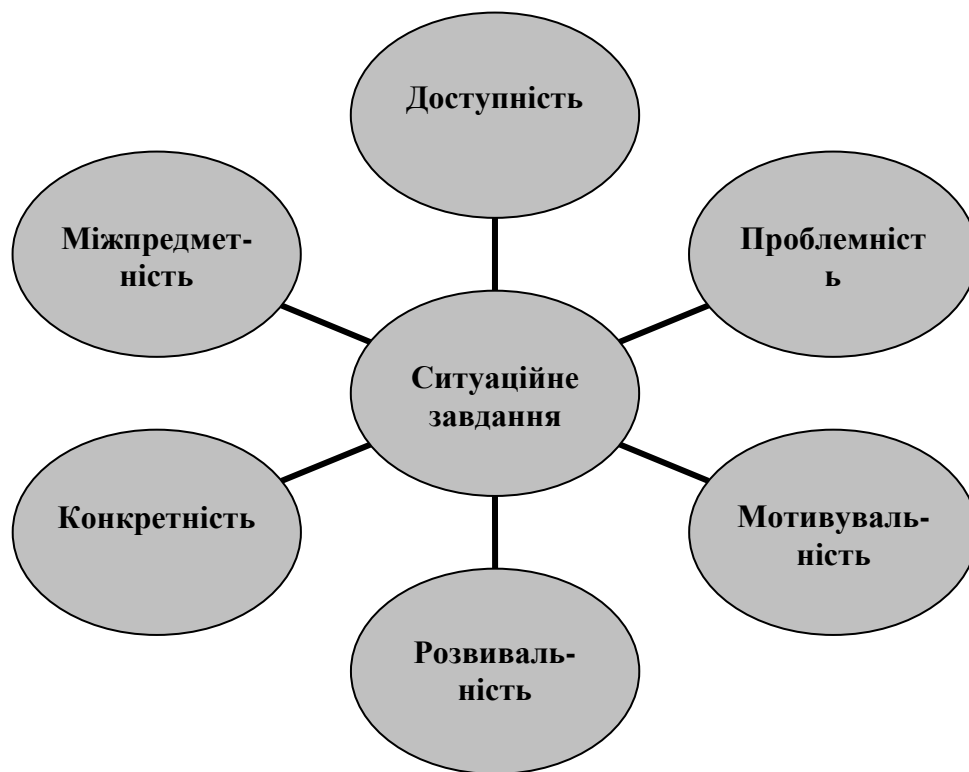 Доступність
Міжпредмет-
ність
Проблемніст
ь
Ситуаційне
завдання
Конкретність
Мотивуваль-
ність
Розвиваль-
ність